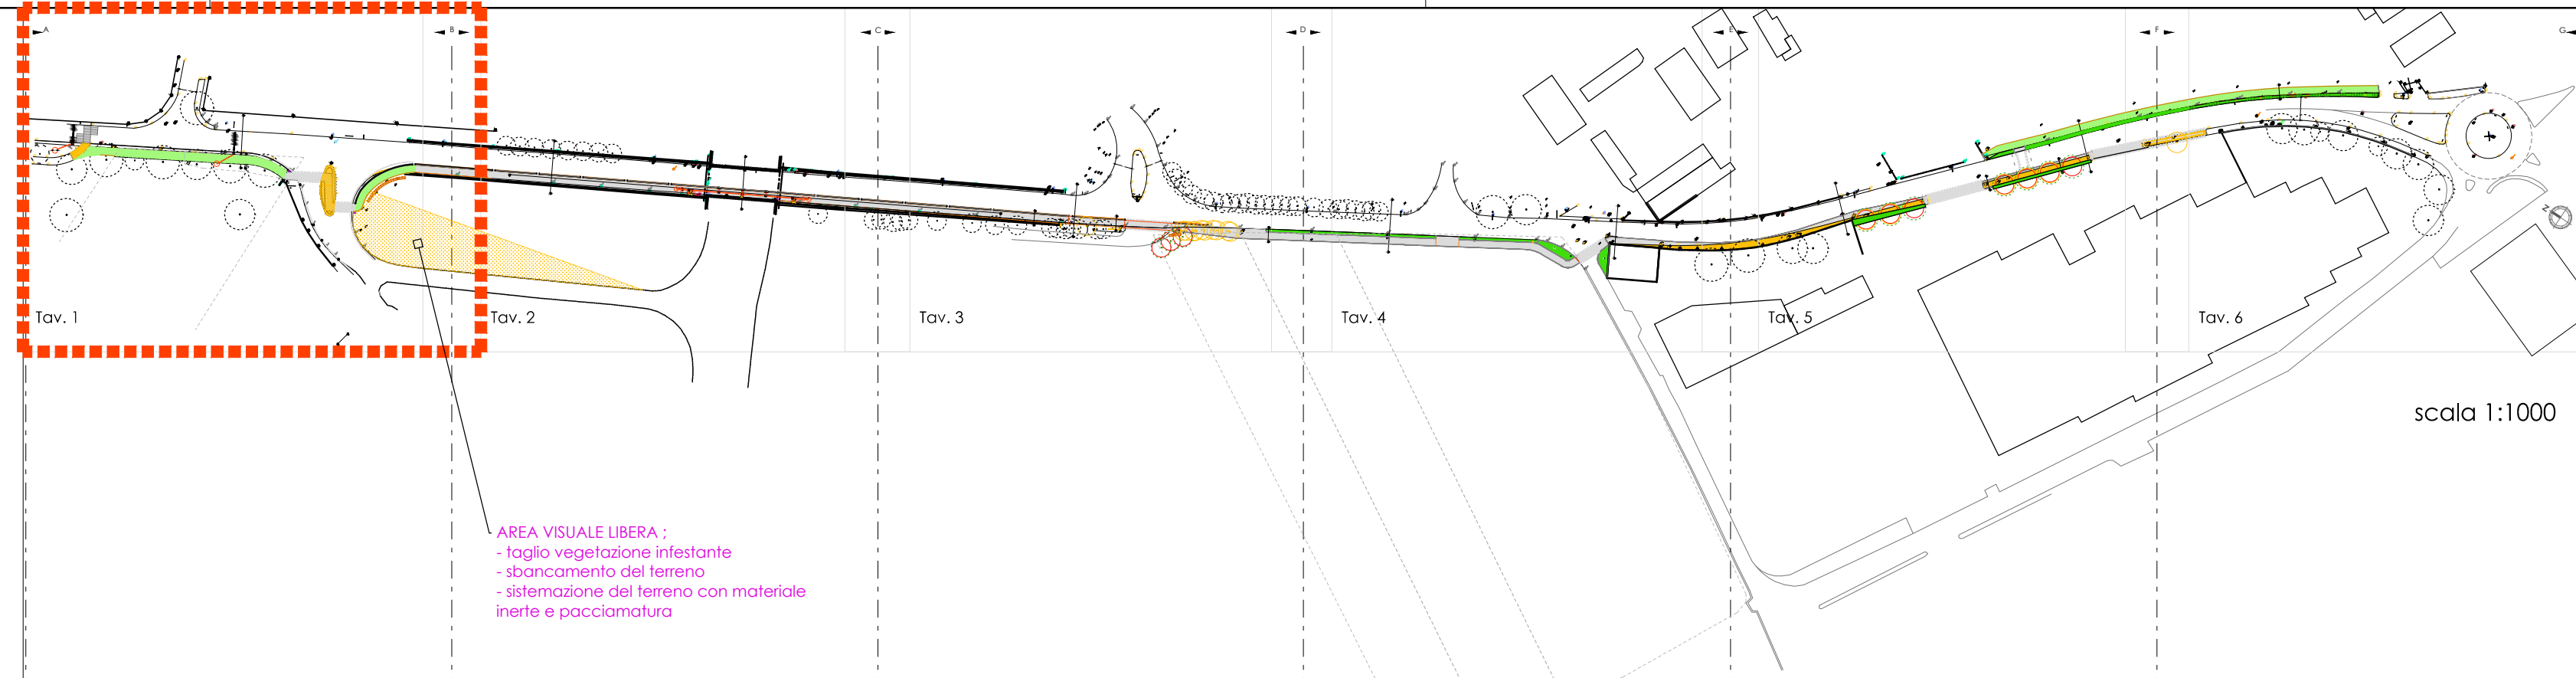 A
B
C
D
E
F
G
N
Tav. 1
Tav. 2
Tav. 3
Tav. 4
Tav. 5
Tav. 6
scala 1:1000
AREA VISUALE LIBERA ;
- taglio vegetazione infestante
- sbancamento del terreno
- sistemazione del terreno con materiale
inerte e pacciamatura